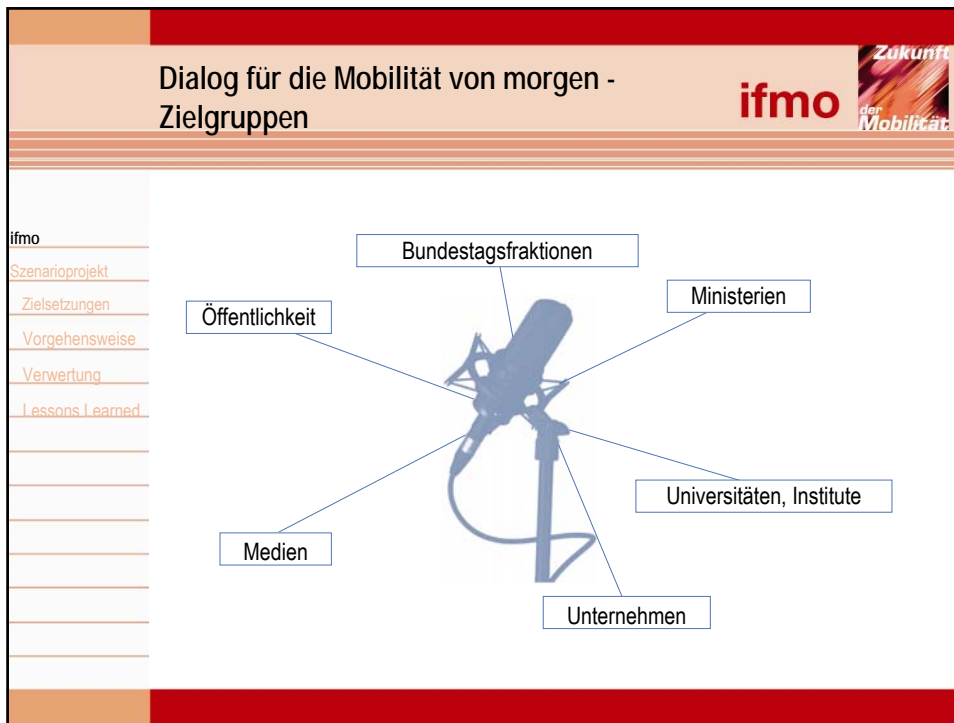 Dialog für die Mobilität von morgen -
Zielgruppen
ifmo
Zukunft
der
Mobilität
ifmo
Szenarioprojekt
Zielsetzungen
Vorgehensweise
Verwertung
Lessons Learned
Bundestagsfraktionen
Ministerien
Öffentlichkeit
Universitäten, Institute
Medien
Unternehmen